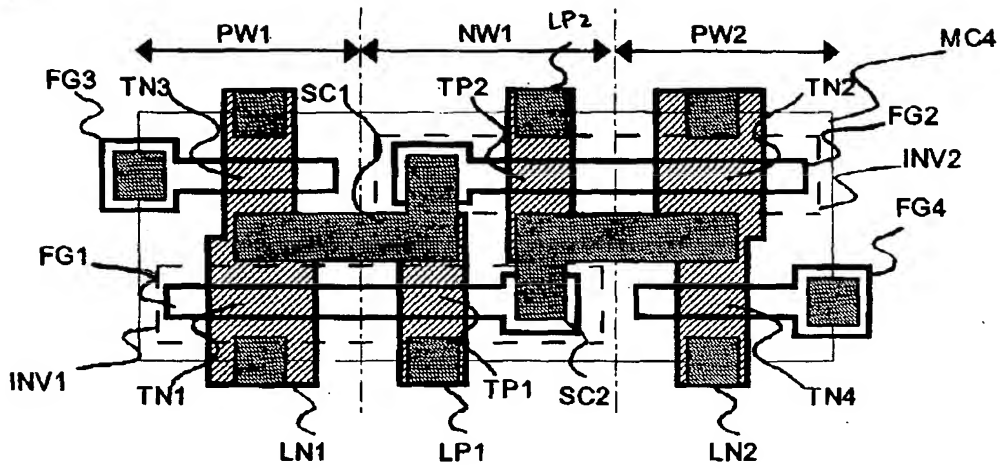 PW1 NW1 LP2 PW2 MC4
FG3 TN3 SC1 TP2 TN2 FG2
INV2
FG4
FG1
INV1 TN1 TP1 SC2 TN4
LN1 LP1 LN2